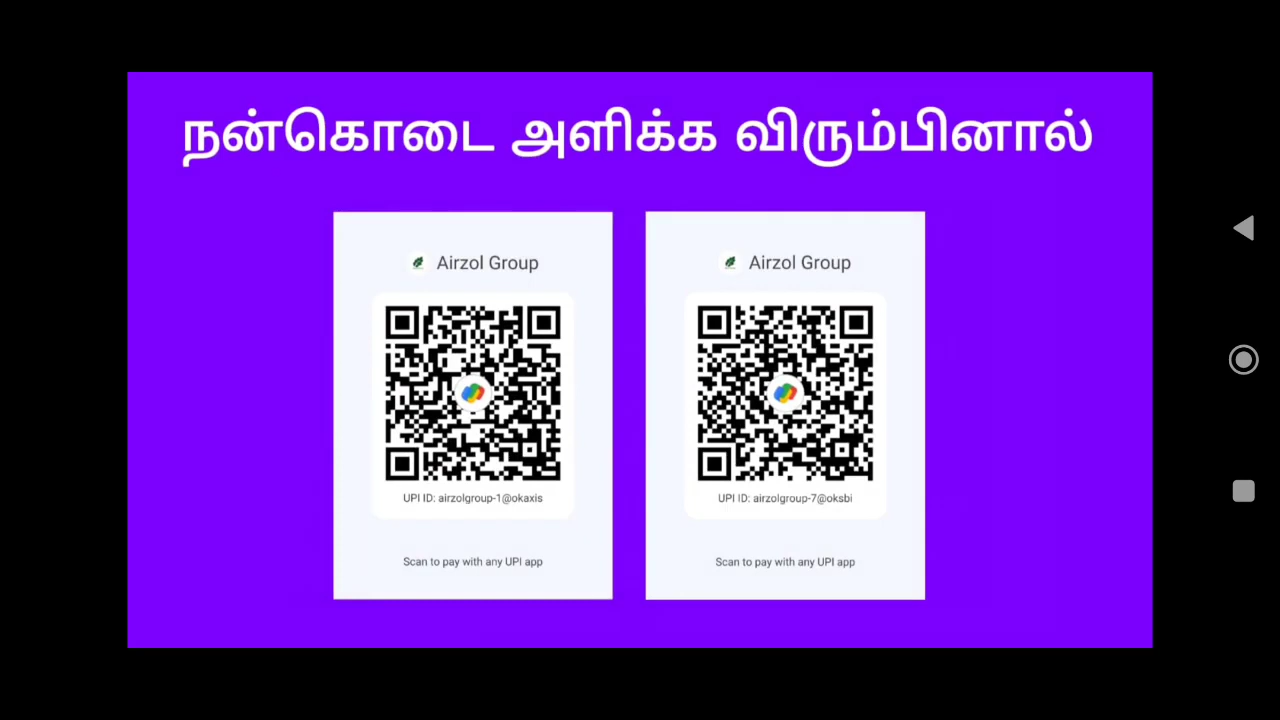 நன்கொடை அளிக்க விரும்பினால்
Airzol Group
UPI ID: airzolgroup-1@okaxis
Scan to pay with any UPI app
Airzol Group
UPI ID: airzolgroup-7@oksbi
Scan to pay with any UPI app